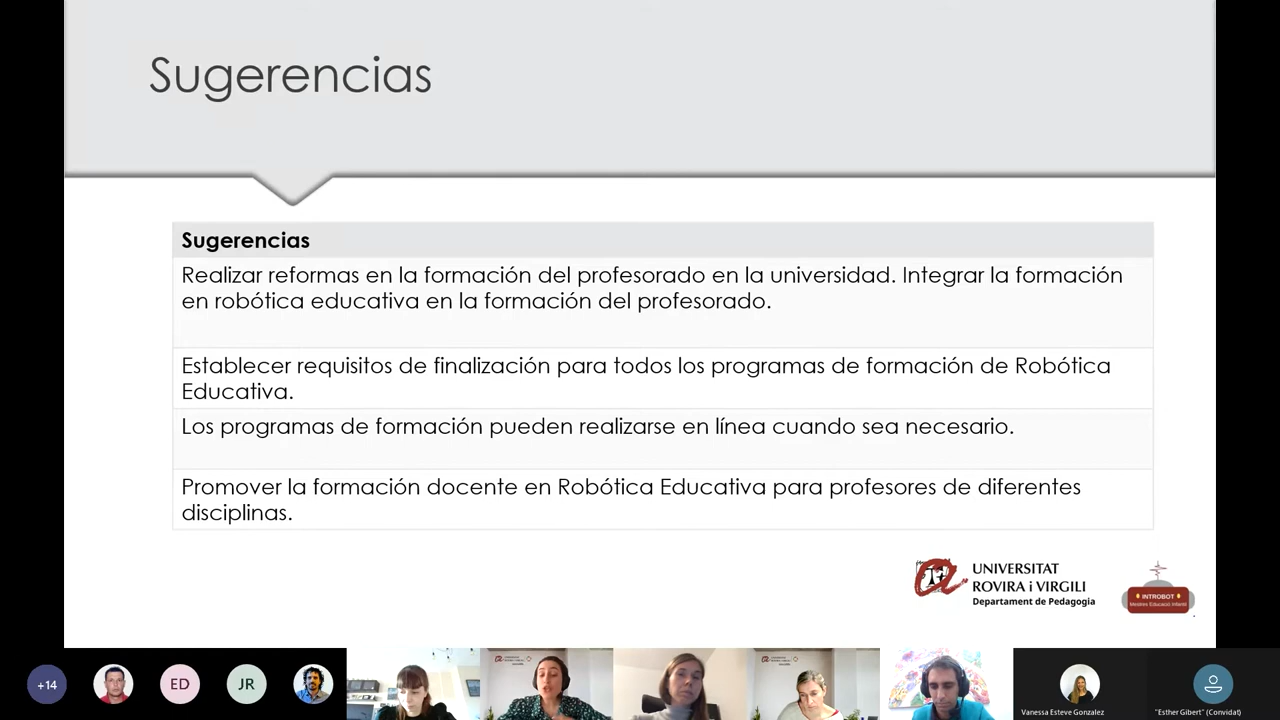 Sugerencias
Sugerencias
Realizar reformas en la formación del profesorado en la universidad. Integrar la formación
en robótica educativa en la formación del profesorado.
Establecer requisitos de finalización para todos los programas de formación de Robótica
Educativa.
Los programas de formación pueden realizarse en línea cuando sea necesario.
Promover la formación docente en Robótica Educativa para profesores de diferentes
disciplinas.
UNIVERSITAT
ROVIRA i VIRGILI
Departament de Pedagogia
INTROBOT
Mestres Educació Infantil
+14
ED
JR
Vanessa Esteve Gonzalez
"Esther Gibert" (Convidat)